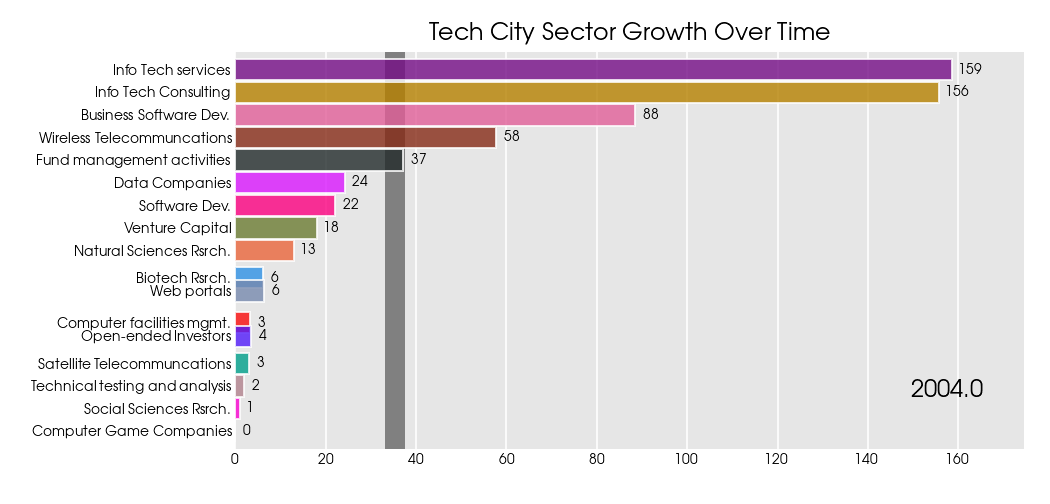 Tech City Sector Growth Over Time
Info Tech services 159
Info Tech Consulting 156
Business Software Dev. 88
Wireless Telecommuncations 58
Fund management activities 37
Data Companies 24
Software Dev. 22
Venture Capital 18
Natural Sciences Rsrch. 13
Biotech Rsrch. 6
Web portals 6
Computer facilities mgmt. 3
Open-ended Investors 4
Satellite Telecommuncations 3
Technical testing and analysis 2
2004.0
Social Sciences Rsrch. 1
Computer Game Companies 0
0 20 40 60 80 100 120 140 160